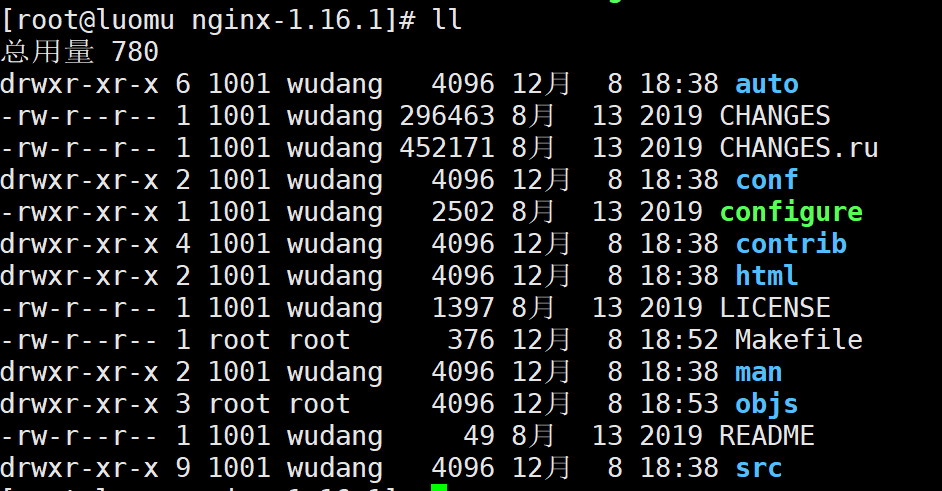 [root@luomu nginx-1.16.1]# ll
总用量 780
drwxr-xr-x 6 1001 wudang   4096 12月  8 18:38 auto
-rw-r--r-- 1 1001 wudang 296463 8月  13 2019 CHANGES
-rw-r--r-- 1 1001 wudang 452171 8月  13 2019 CHANGES.ru
drwxr-xr-x 2 1001 wudang   4096 12月  8 18:38 conf
-rwxr-xr-x 1 1001 wudang   2502 8月  13 2019 configure
drwxr-xr-x 4 1001 wudang   4096 12月  8 18:38 contrib
drwxr-xr-x 2 1001 wudang   4096 12月  8 18:38 html
-rw-r--r-- 1 1001 wudang   1397 8月  13 2019 LICENSE
-rw-r--r-- 1 root root      376 12月  8 18:52 Makefile
drwxr-xr-x 2 1001 wudang   4096 12月  8 18:38 man
drwxr-xr-x 3 root root     4096 12月  8 18:53 objs
-rw-r--r-- 1 1001 wudang     49 8月  13 2019 README
drwxr-xr-x 9 1001 wudang   4096 12月  8 18:38 src